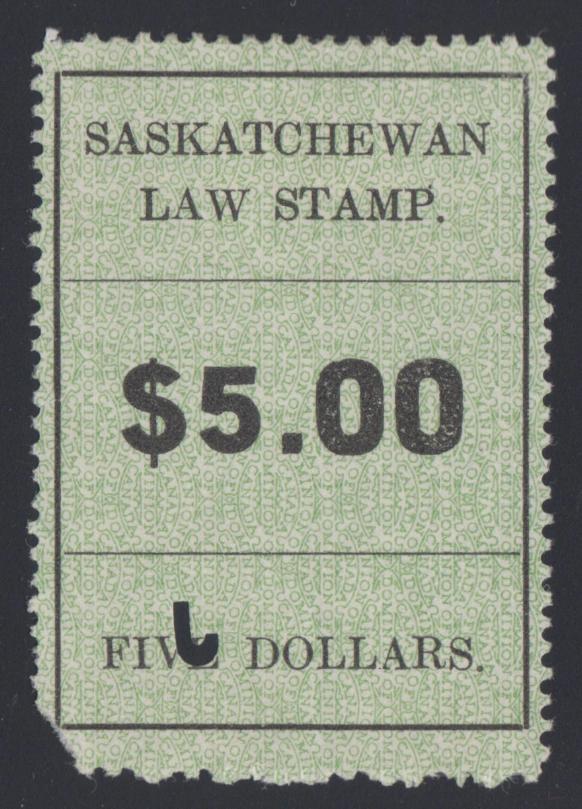 SASKATCHEWAN
LAW STAMP.
$5.00
FIVE DOLLARS.